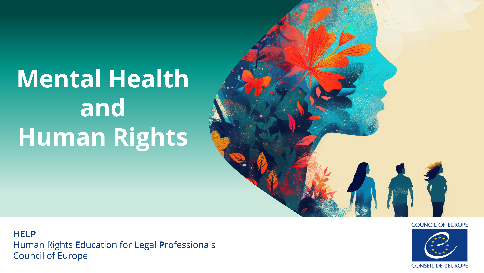 Mental Health
and
Human Rights
HELP
Human Rights Education for Legal Professionals
Council of Europe
COUNCIL OF EUROPE
CONSEIL DE L'EUROPE